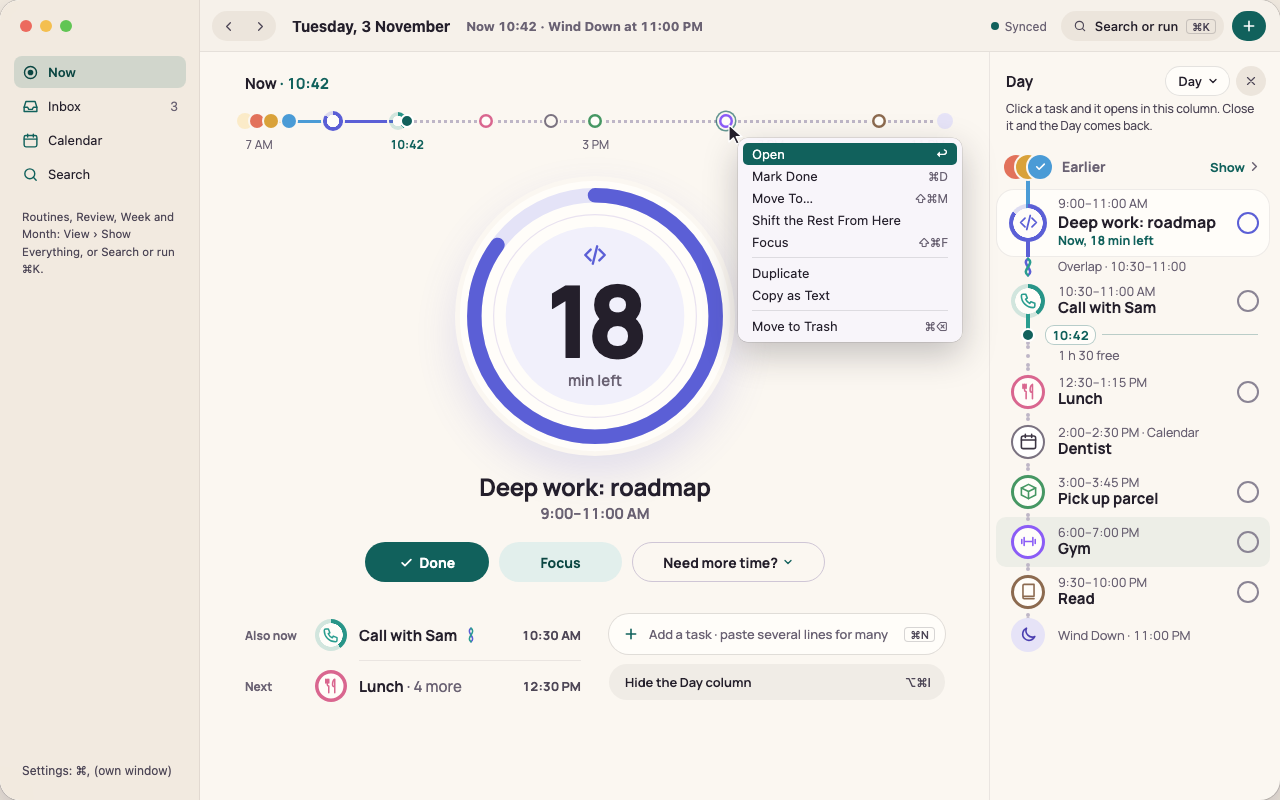 Now
Inbox
3
Calendar
Search
Routines, Review, Week and
Month: View › Show
Everything, or Search or run
⌘K.
Settings: ⌘, (own window)
Tuesday, 3 November
Now 10:42 · Wind Down at 11:00 PM
Synced
Search or run
⌘K
Now · 10:42
7 AM
10:42
3 PM
Open
↩
Mark Done
⌘D
Move To…
⇧⌘M
Shift the Rest From Here
Focus
⇧⌘F
Duplicate
Copy as Text
Move to Trash
⌘⌫
18
min left
Deep work: roadmap
9:00–11:00 AM
Done
Focus
Need more time?
Also now
Call with Sam
10:30 AM
Next
Lunch · 4 more
12:30 PM
Add a task · paste several lines for many
⌘N
Hide the Day column
⌥⌘I
Day
Day
Click a task and it opens in this column. Close
it and the Day comes back.
Earlier
Show
9:00–11:00 AM
Deep work: roadmap
Now, 18 min left
Overlap · 10:30–11:00
10:30–11:00 AM
Call with Sam
10:42
1 h 30 free
12:30–1:15 PM
Lunch
2:00–2:30 PM · Calendar
Dentist
3:00–3:45 PM
Pick up parcel
6:00–7:00 PM
Gym
9:30–10:00 PM
Read
Wind Down · 11:00 PM